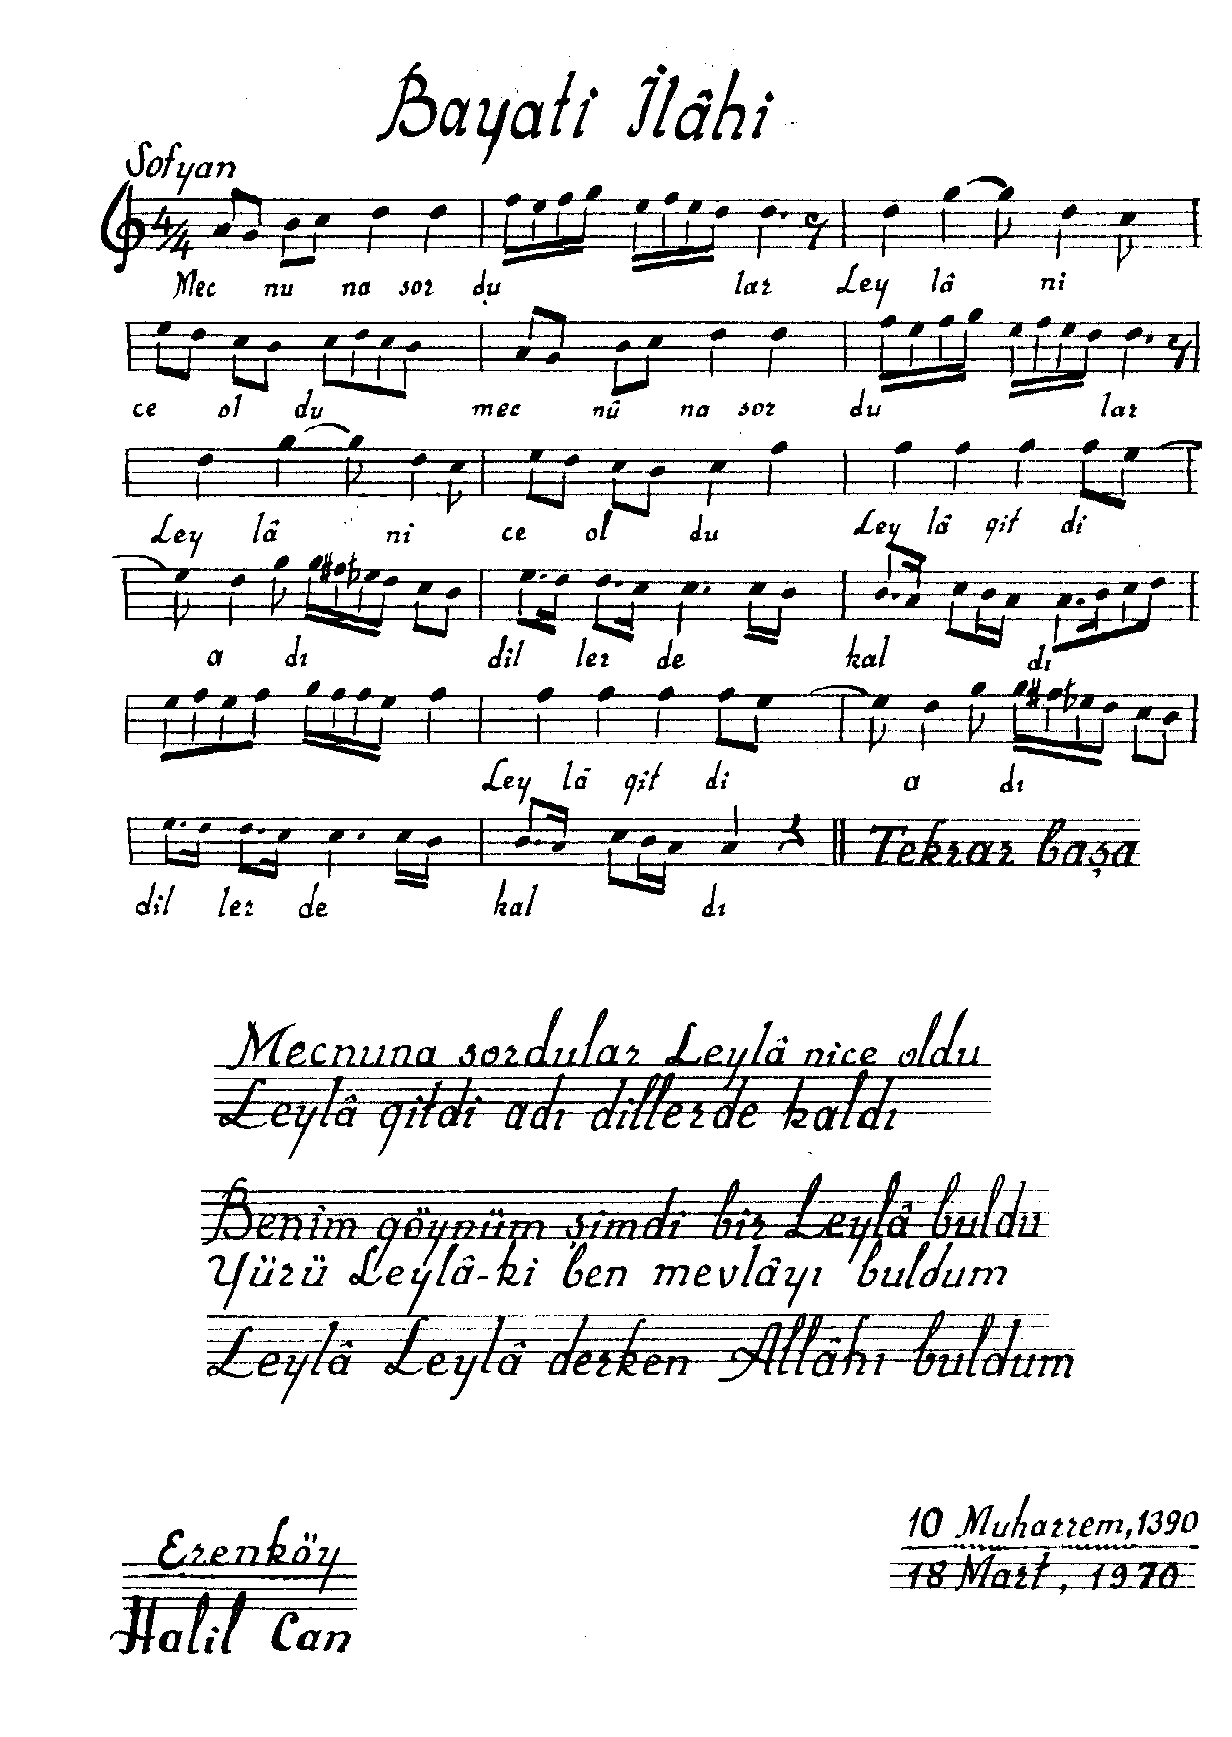 Bayati İlâhi
Sofyan
4/4
Mec nu na sor du lar Ley lâ ni
ce ol du mec nû na sor du lar
Ley lâ ni ce ol du Ley lâ git di
a dı dil ler de kal dı
Ley lâ git di a dı
dil ler de kal dı
Tekrar başa
Mecnuna sordular Leylâ nice oldu
Leylâ gitdi adı dillerde kaldı
Benim göynüm şimdi bir Leylâ buldu
Yürü Leylâ-ki ben mevlâyı buldum
Leylâ Leylâ derken Allâhı buldum
Erenköy
Halil Can
10 Muharrem, 1390
18 Mart, 1970